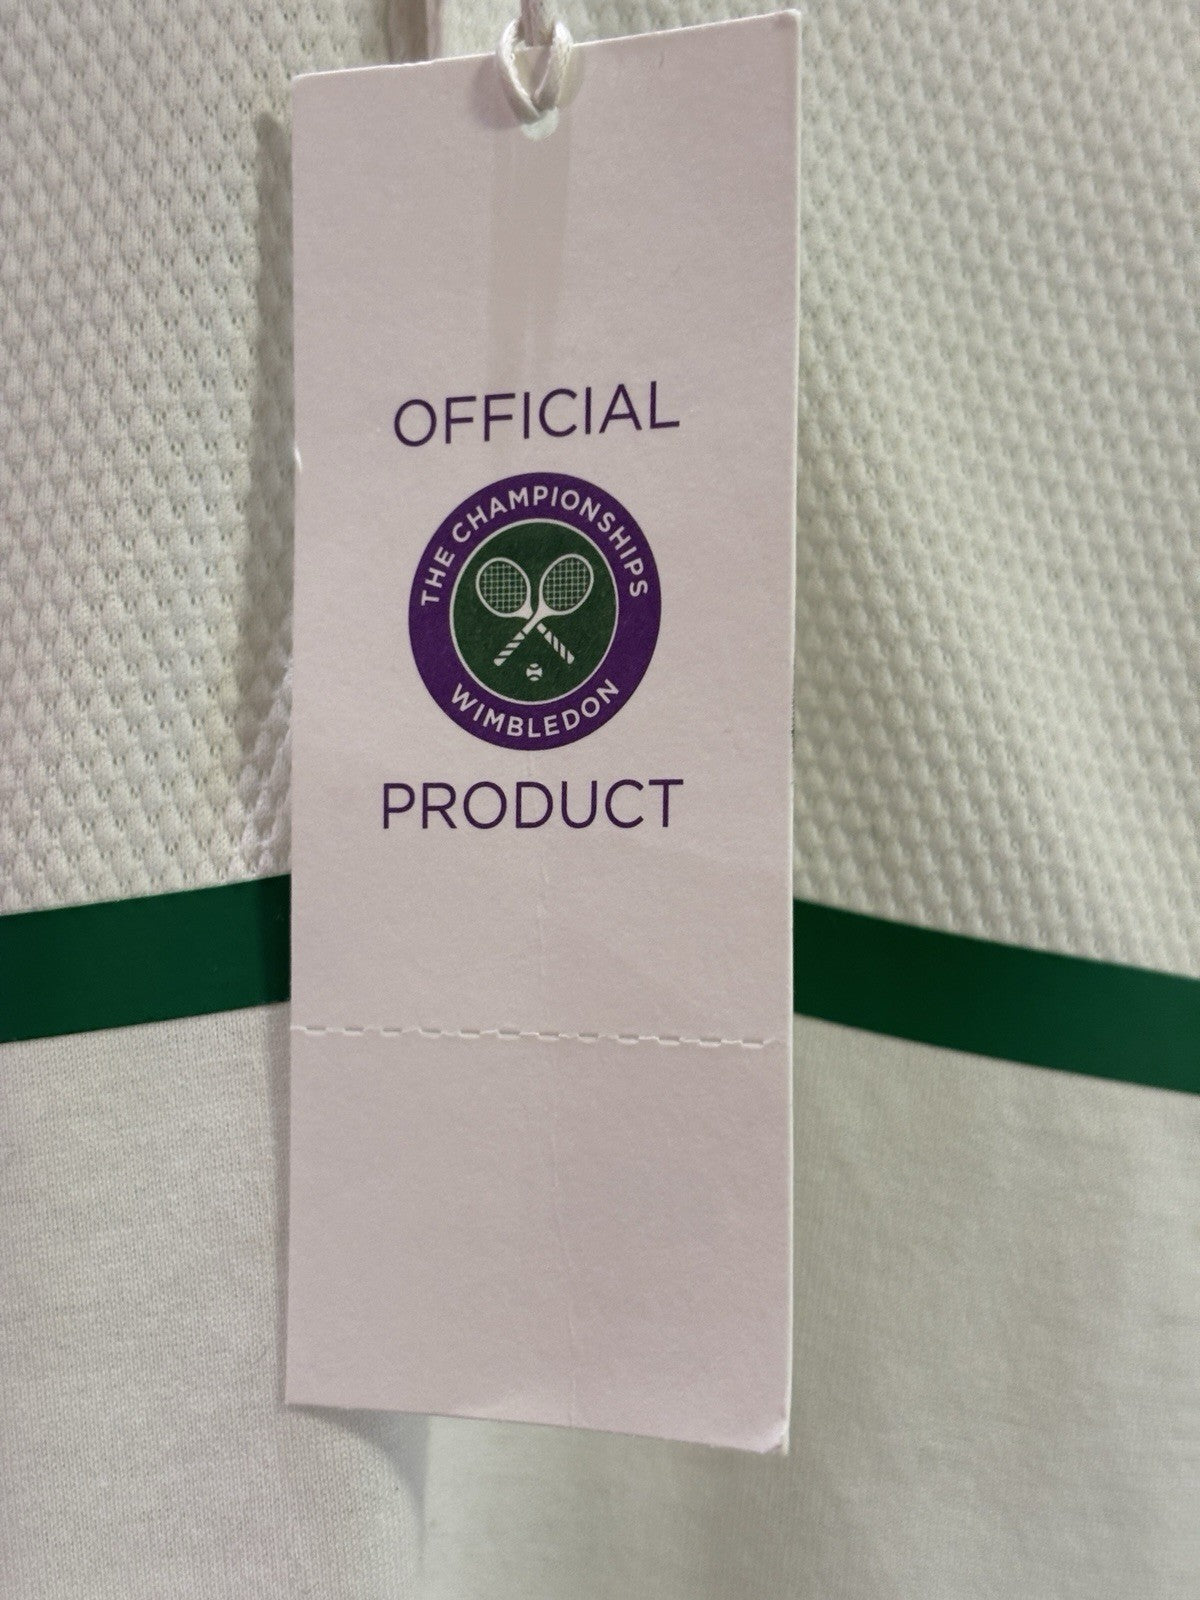 OFFICIAL
THE CHAMPIONSHIPS
WIMBLEDON
PRODUCT